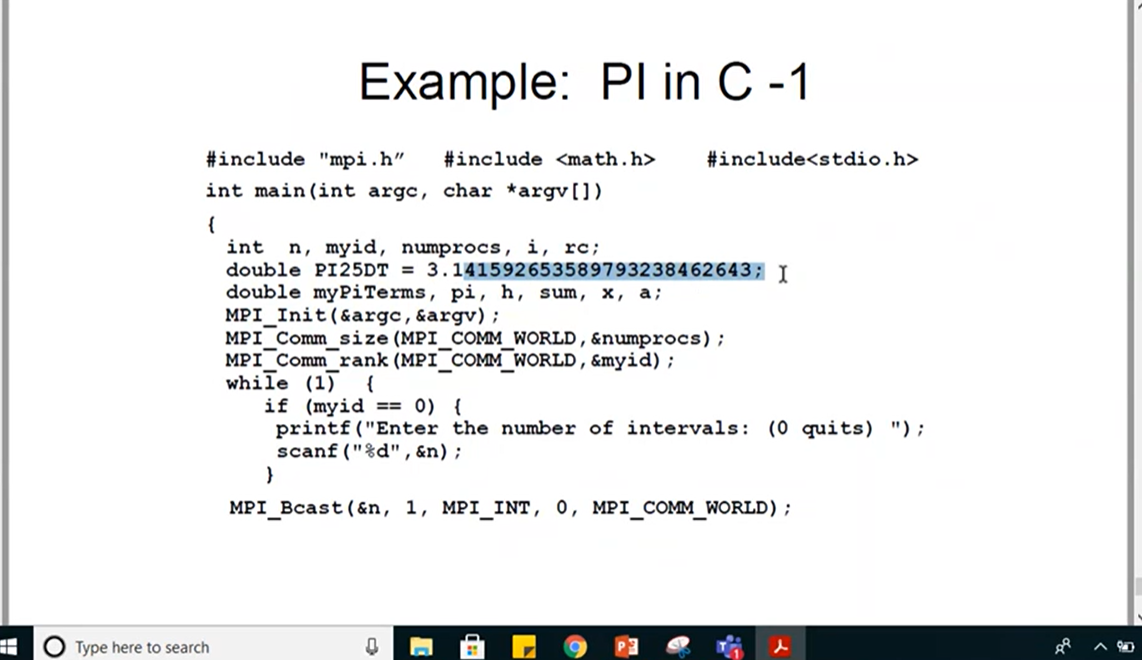 Example: PI in C -1
#include "mpi.h” #include <math.h> #include<stdio.h>
int main(int argc, char *argv[])
{
int n, myid, numprocs, i, rc;
double PI25DT = 3.141592653589793238462643;
double myPiTerms, pi, h, sum, x, a;
MPI_Init(&argc,&argv);
MPI_Comm_size(MPI_COMM_WORLD,&numprocs);
MPI_Comm_rank(MPI_COMM_WORLD,&myid);
while (1) {
if (myid == 0) {
printf("Enter the number of intervals: (0 quits) ");
scanf("%d",&n);
}
MPI_Bcast(&n, 1, MPI_INT, 0, MPI_COMM_WORLD);
Type here to search
1